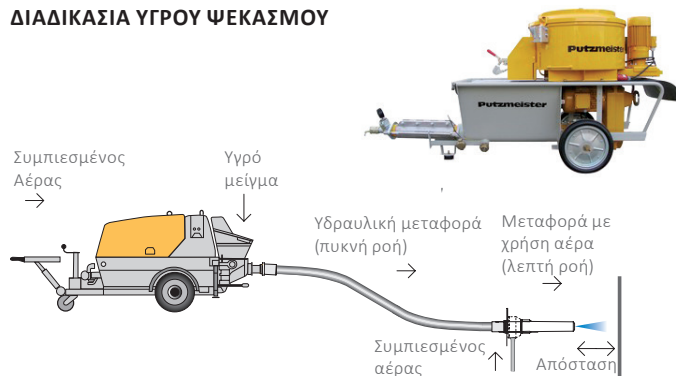 ΔΙΑΔΙΚΑΣΙΑ ΥΓΡΟΥ ΨΕΚΑΣΜΟΥ
Putzmeister
Putzmeister
Συμπιεσμένος
Αέρας
Υγρό
μείγμα
Υδραυλική μεταφορά
(πυκνή ροή)
Μεταφορά με
χρήση αέρα
(λεπτή ροή)
Συμπιεσμένος
αέρας
Απόσταση